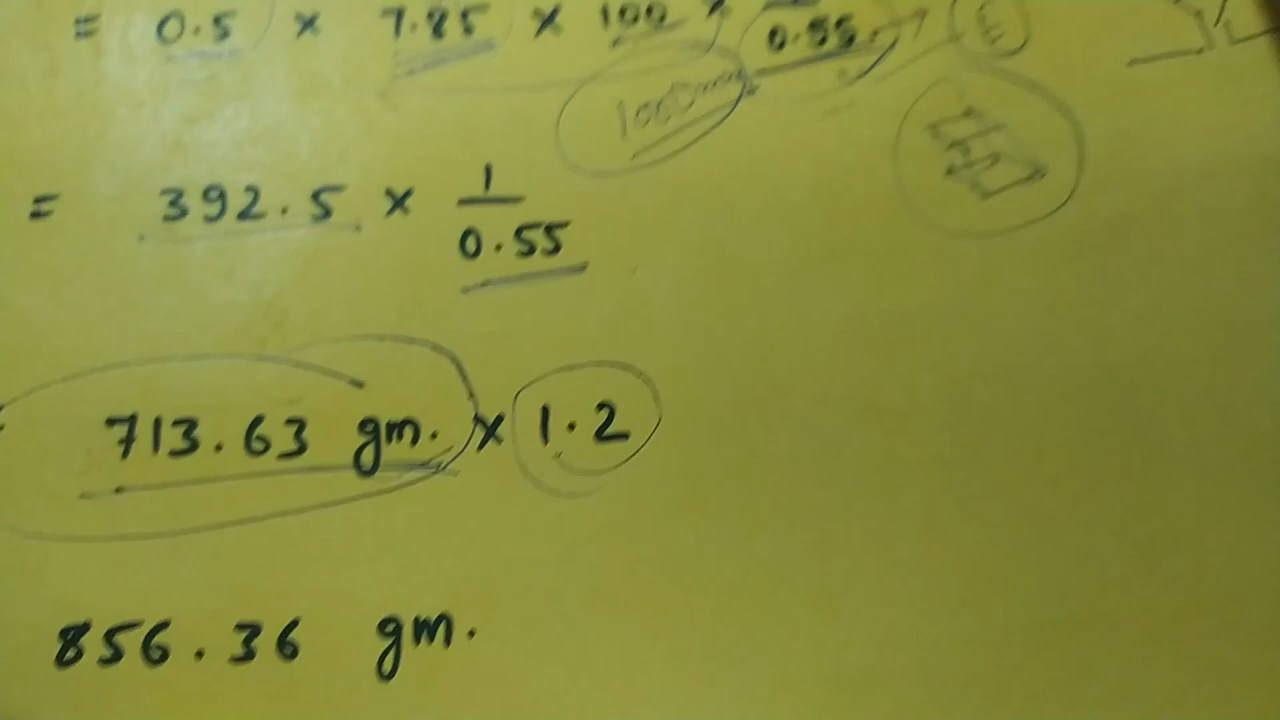 = 0.5 × 7.85 × 100 × 0.55
1000mm
E
= 392.5 × 1/0.55
713.63 gm. × 1.2
856.36 gm.